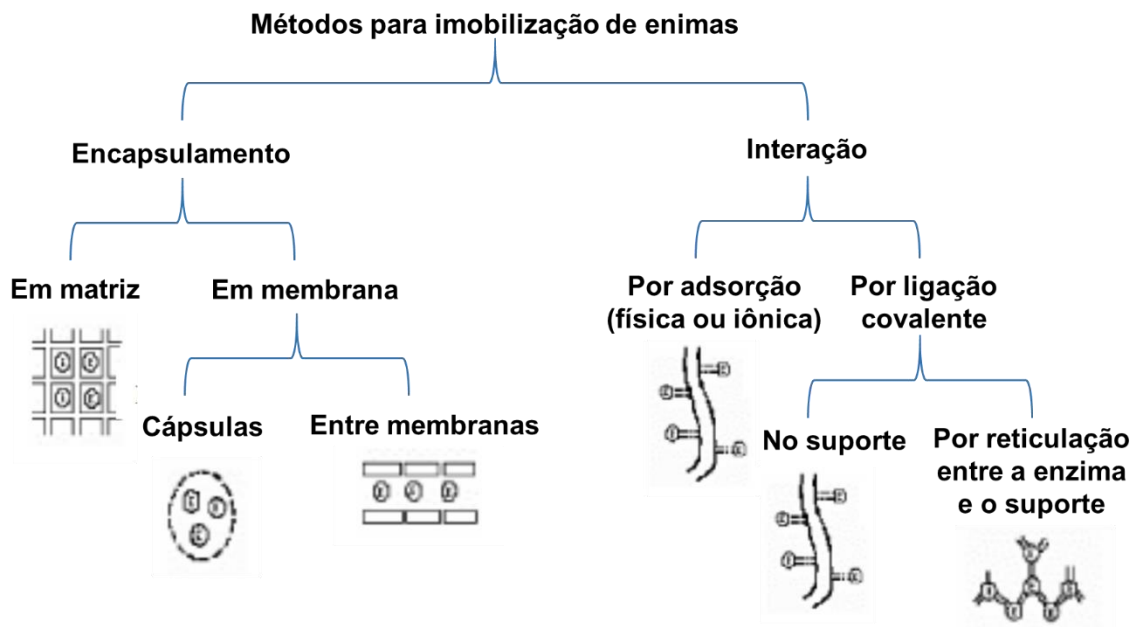 Métodos para imobilização de enimas
Encapsulamento
Interação
Em matriz
Em membrana
Por adsorção
(física ou iônica)
Por ligação
covalente
Cápsulas
Entre membranas
No suporte
Por reticulação
entre a enzima
e o suporte